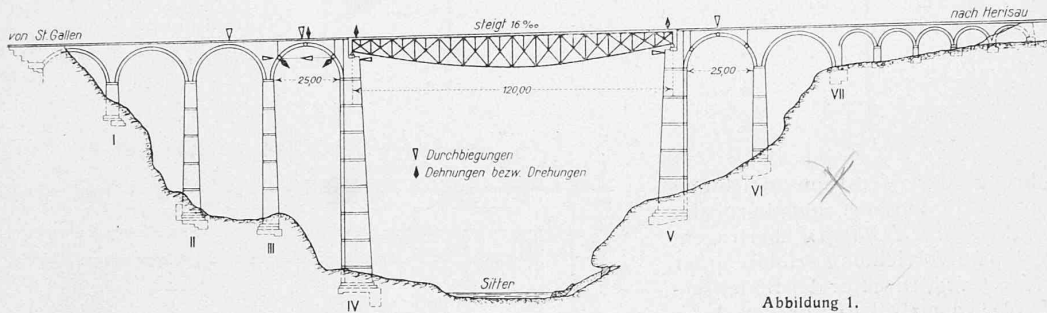 von St.Gallen
steigt 16 ‰
nach Herisau
25,00
120,00
25,00
Durchbiegungen
Dehnungen bezw. Drehungen
I
II
III
IV
V
VI
VII
Sitter
Abbildung 1.